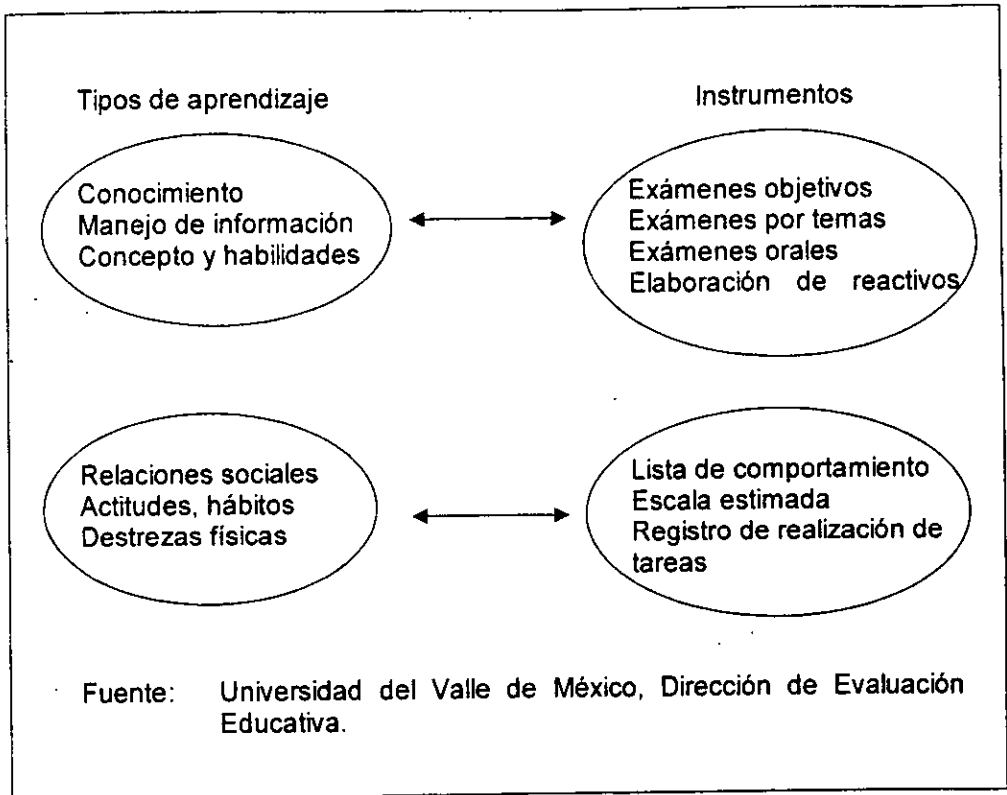 Tipos de aprendizaje
Instrumentos
Conocimiento
Manejo de información
Concepto y habilidades
Exámenes objetivos
Exámenes por temas
Exámenes orales
Elaboración de reactivos
Relaciones sociales
Actitudes, hábitos
Destrezas físicas
Lista de comportamiento
Escala estimada
Registro de realización de
tareas
Fuente: Universidad del Valle de México, Dirección de Evaluación
Educativa.